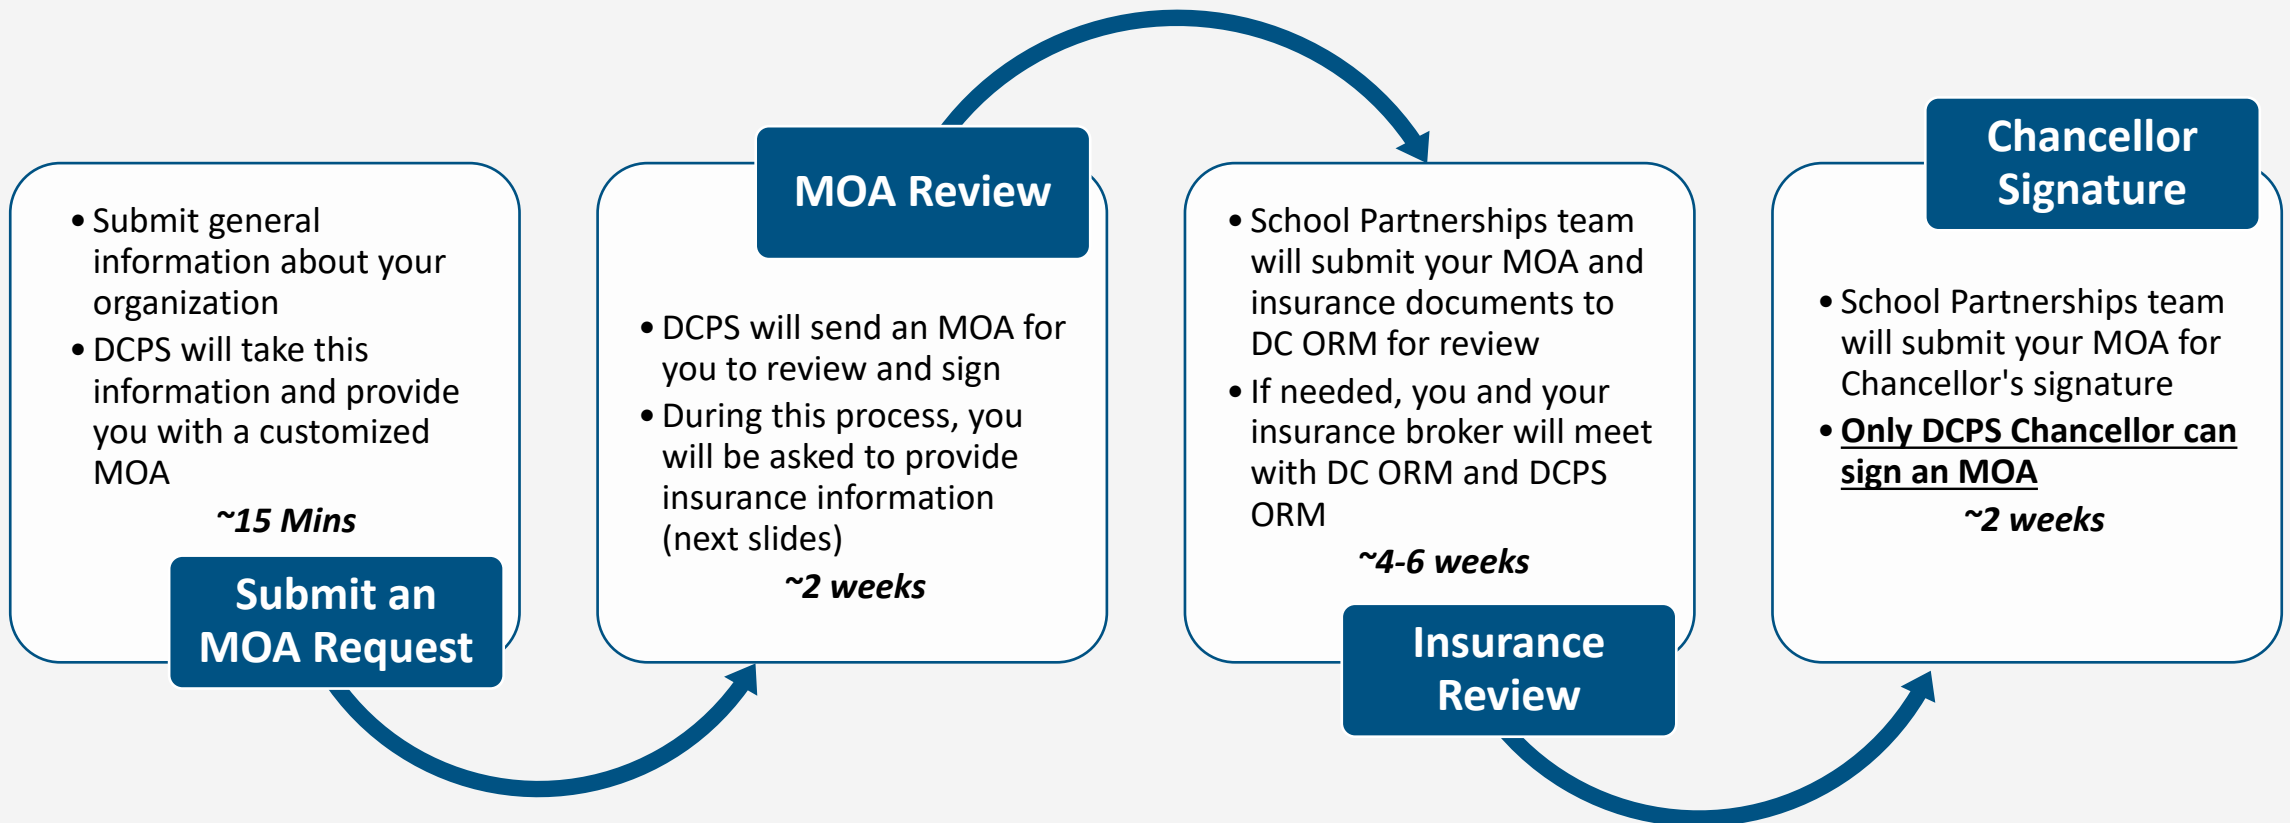 • Submit general
information about your
organization
• DCPS will take this
information and provide
you with a customized
MOA
~15 Mins
Submit an
MOA Request
MOA Review
• DCPS will send an MOA for
you to review and sign
• During this process, you
will be asked to provide
insurance information
(next slides)
~2 weeks
• School Partnerships team
will submit your MOA and
insurance documents to
DC ORM for review
• If needed, you and your
insurance broker will meet
with DC ORM and DCPS
ORM
~4-6 weeks
Insurance
Review
Chancellor
Signature
• School Partnerships team
will submit your MOA for
Chancellor's signature
• Only DCPS Chancellor can
sign an MOA
~2 weeks